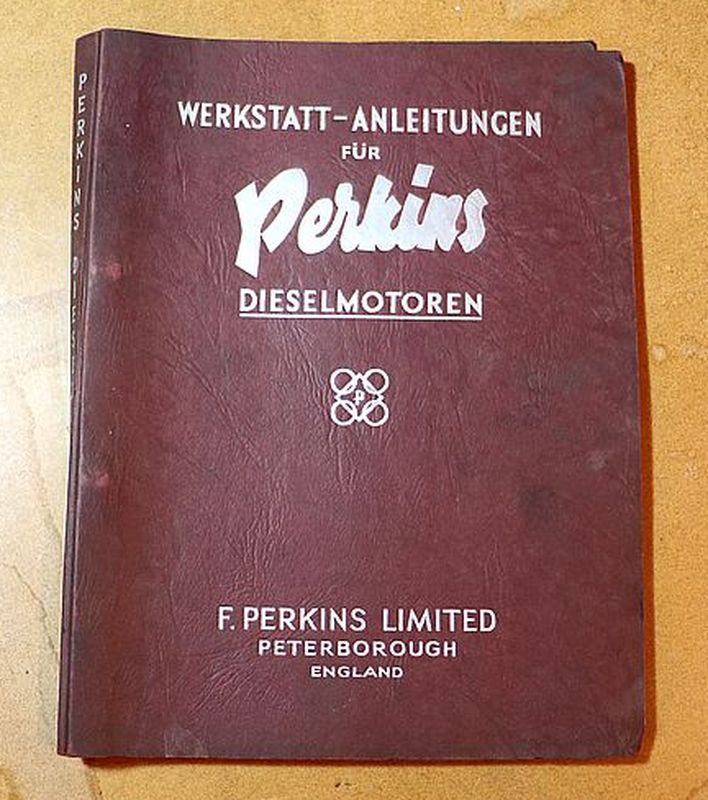 WERKSTATT-ANLEITUNGEN
FÜR
Perkins
DIESELMOTOREN
P
F. PERKINS LIMITED
PETERBOROUGH
ENGLAND
PERKINS